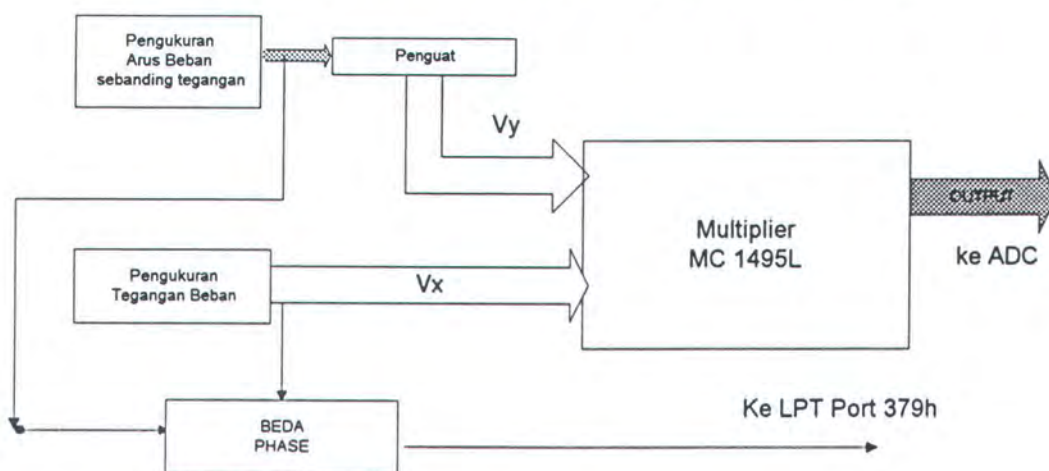 Pengukuran
Arus Beban
sebanding tegangan
Penguat
Vy
Multiplier
MC 1495L
OUTPUT
ke ADC
Pengukuran
Tegangan Beban
Vx
BEDA
PHASE
Ke LPT Port 379h